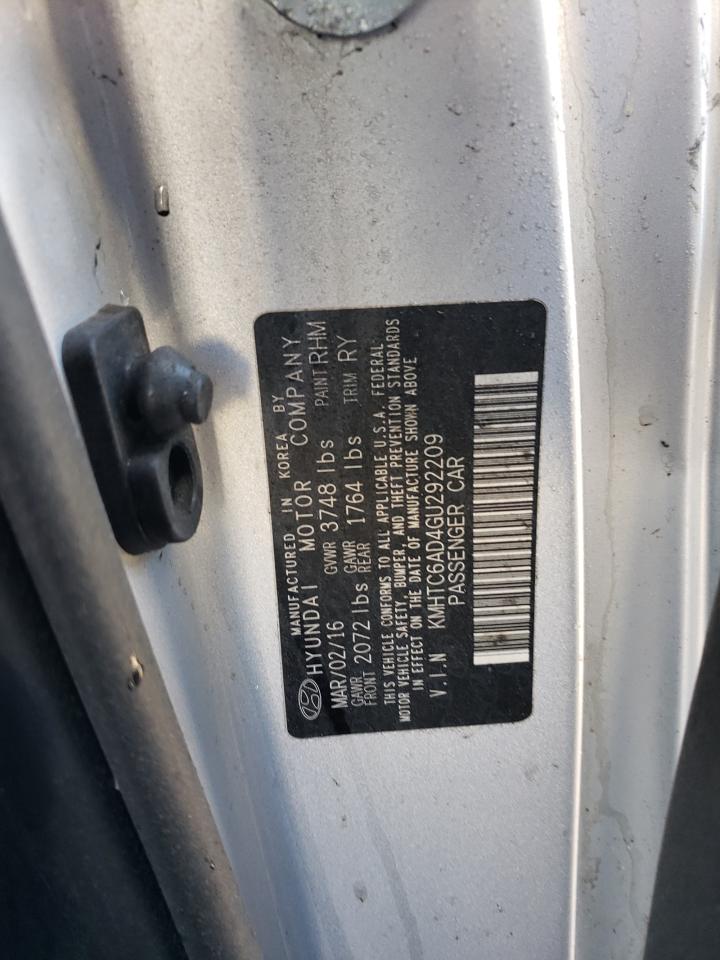 MANUFACTURED IN KOREA BY
HYUNDAI MOTOR COMPANY
MAR/02/16 GVWR 3748 lbs PAINT RHM
GAWR FRONT 2072 lbs GAWR REAR 1764 lbs TRIM RY
THIS VEHICLE CONFORMS TO ALL APPLICABLE U.S.A. FEDERAL
MOTOR VEHICLE SAFETY, BUMPER, AND THEFT PREVENTION STANDARDS
IN EFFECT ON THE DATE OF MANUFACTURE SHOWN ABOVE
V.I.N KMHTC6AD4GU292209
PASSENGER CAR